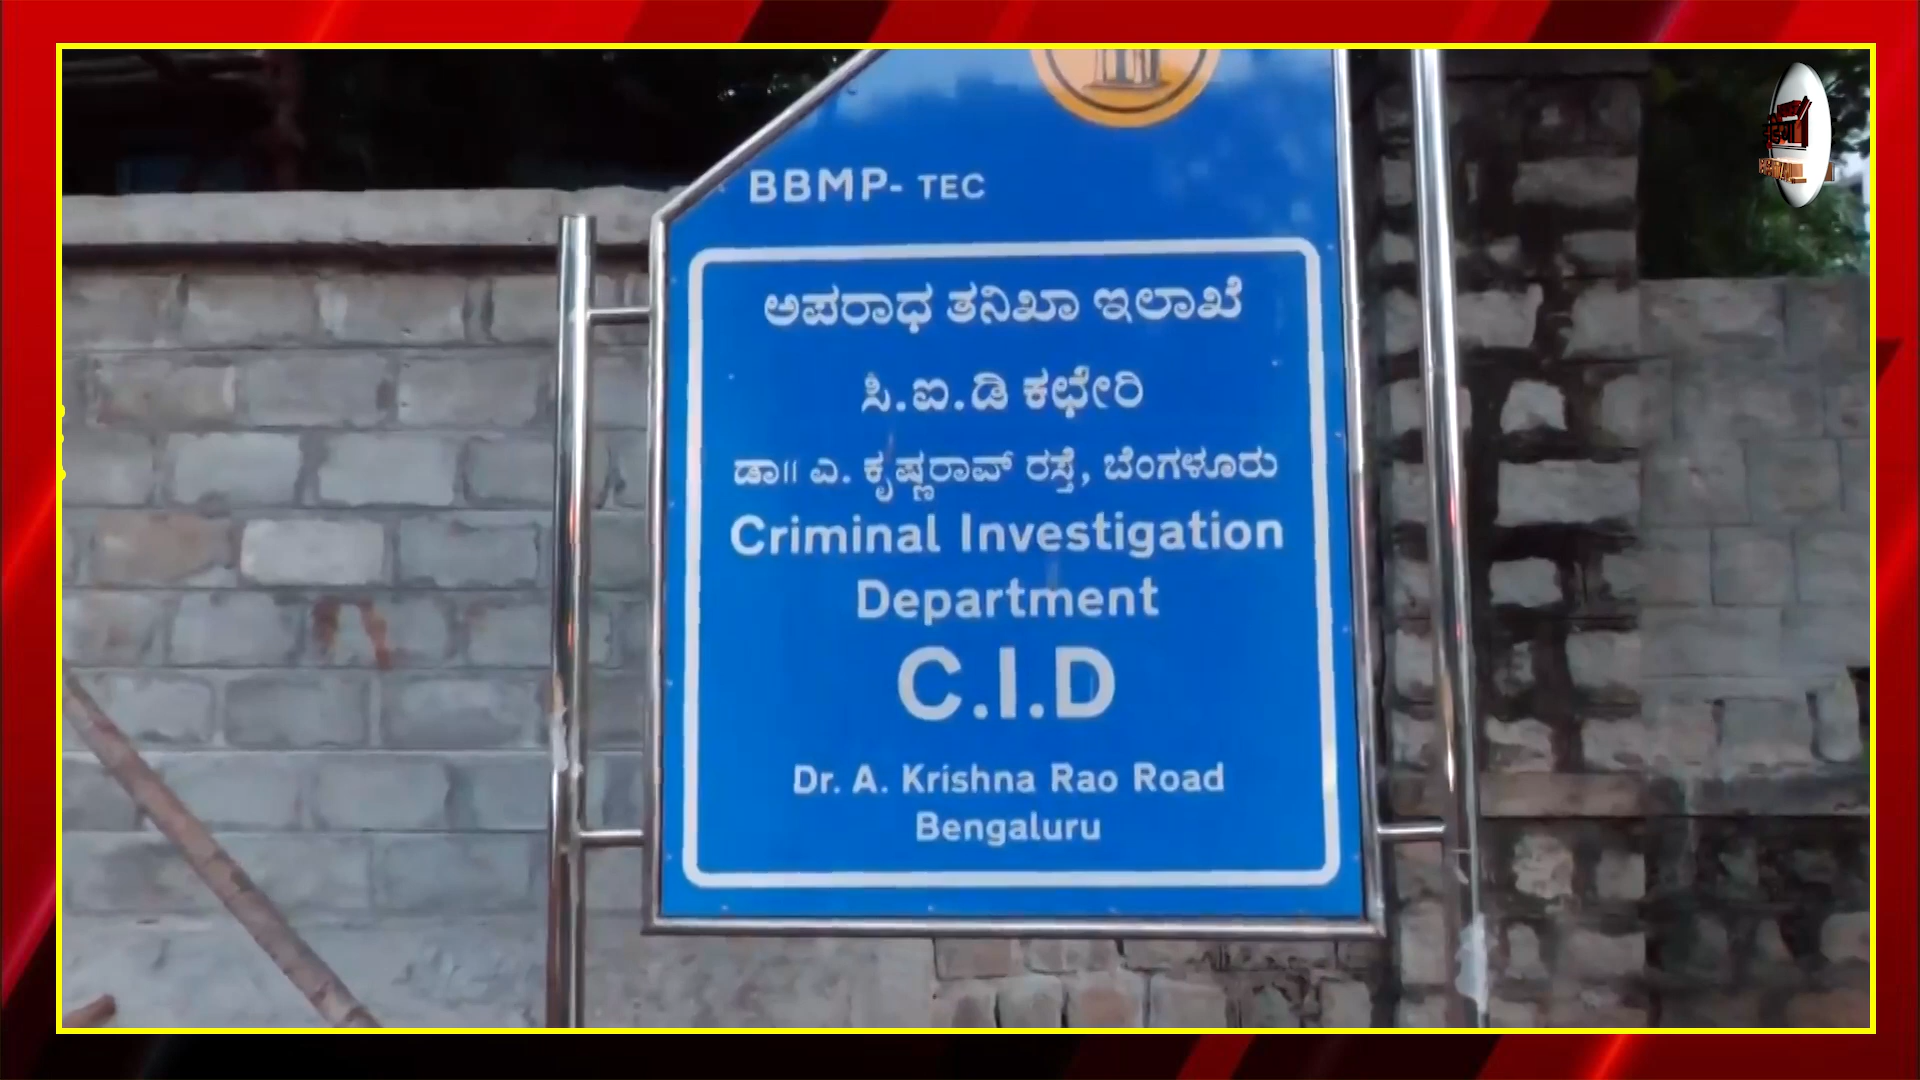 BBMP- TEC
ಅಪರಾಧ ತನಿಖಾ ಇಲಾಖೆ
ಸಿ.ಐ.ಡಿ ಕಛೇರಿ
ಡಾ|| ಎ. ಕೃಷ್ಣರಾವ್ ರಸ್ತೆ, ಬೆಂಗಳೂರು
Criminal Investigation
Department
C.I.D
Dr. A. Krishna Rao Road
Bengaluru